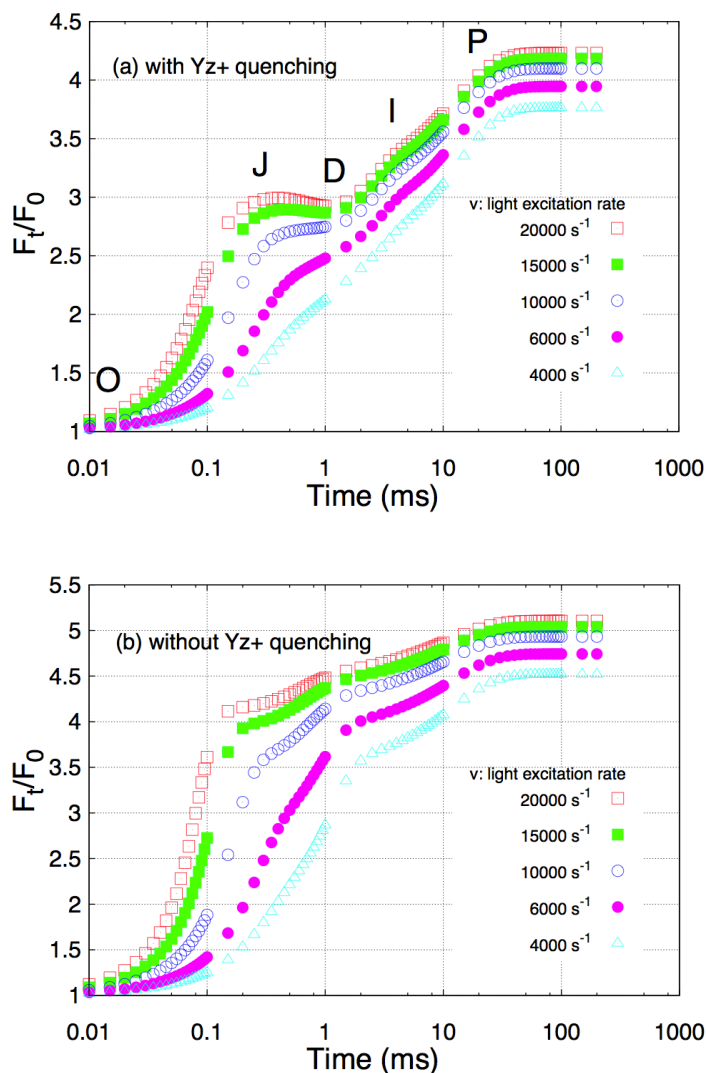 4.5
(a) with Yz+ quenching
P
4
I
3.5
J
D
3
v: light excitation rate
20000 s⁻¹
2.5
15000 s⁻¹
10000 s⁻¹
2
6000 s⁻¹
1.5
O
4000 s⁻¹
1
Ft/F0
0.01 0.1 1 10 100 1000
Time (ms)
5.5
(b) without Yz+ quenching
5
4.5
4
3.5
v: light excitation rate
20000 s⁻¹
3
15000 s⁻¹
2.5
10000 s⁻¹
2
6000 s⁻¹
1.5
4000 s⁻¹
1
Ft/F0
0.01 0.1 1 10 100 1000
Time (ms)